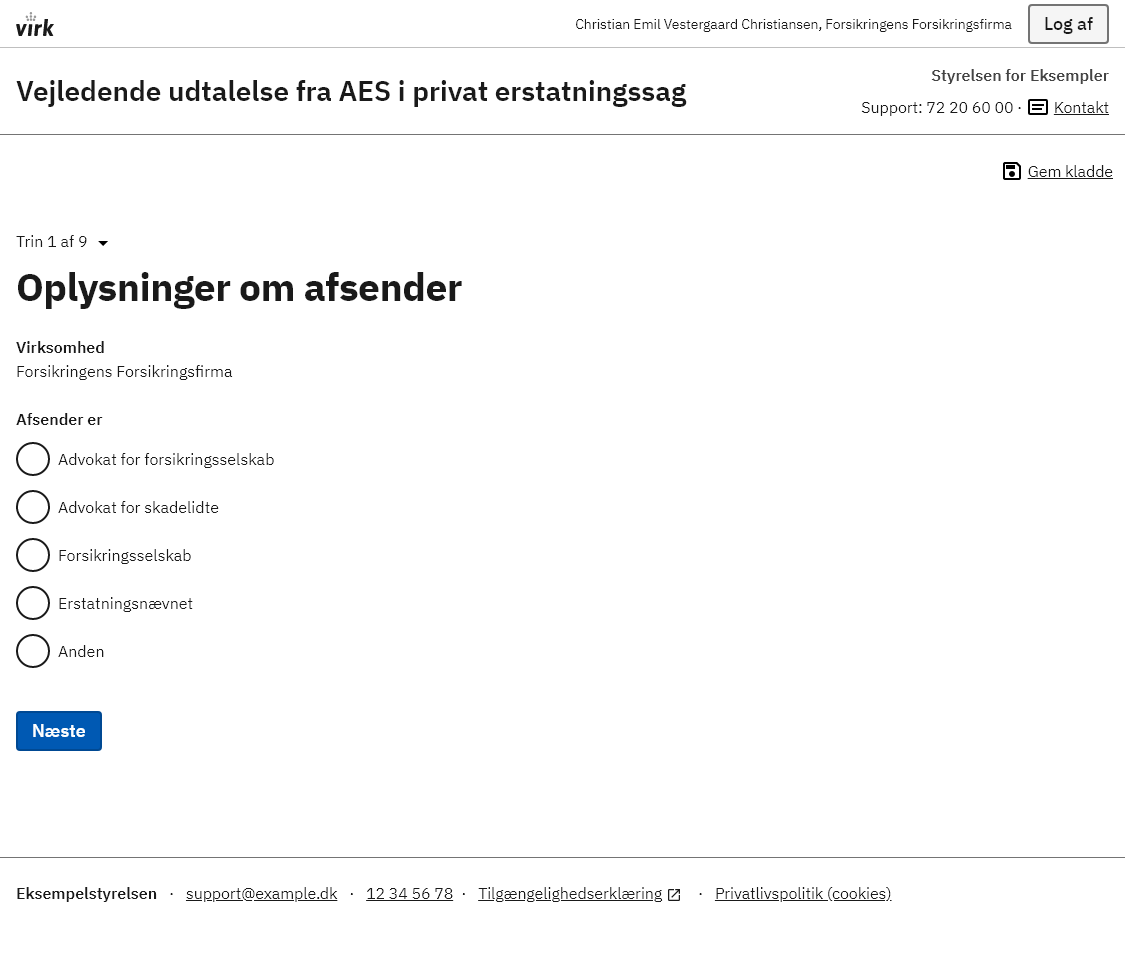 virk
Christian Emil Vestergaard Christiansen, Forsikringens Forsikringsfirma
Log af
Vejledende udtalelse fra AES i privat erstatningssag
Styrelsen for Eksempler
Support: 72 20 60 00 · Kontakt
Gem kladde
Trin 1 af 9
Oplysninger om afsender
Virksomhed
Forsikringens Forsikringsfirma
Afsender er
Advokat for forsikringsselskab
Advokat for skadelidte
Forsikringsselskab
Erstatningsnævnet
Anden
Næste
Eksempelstyrelsen · support@example.dk · 12 34 56 78 · Tilgængelighedserklæring · Privatlivspolitik (cookies)